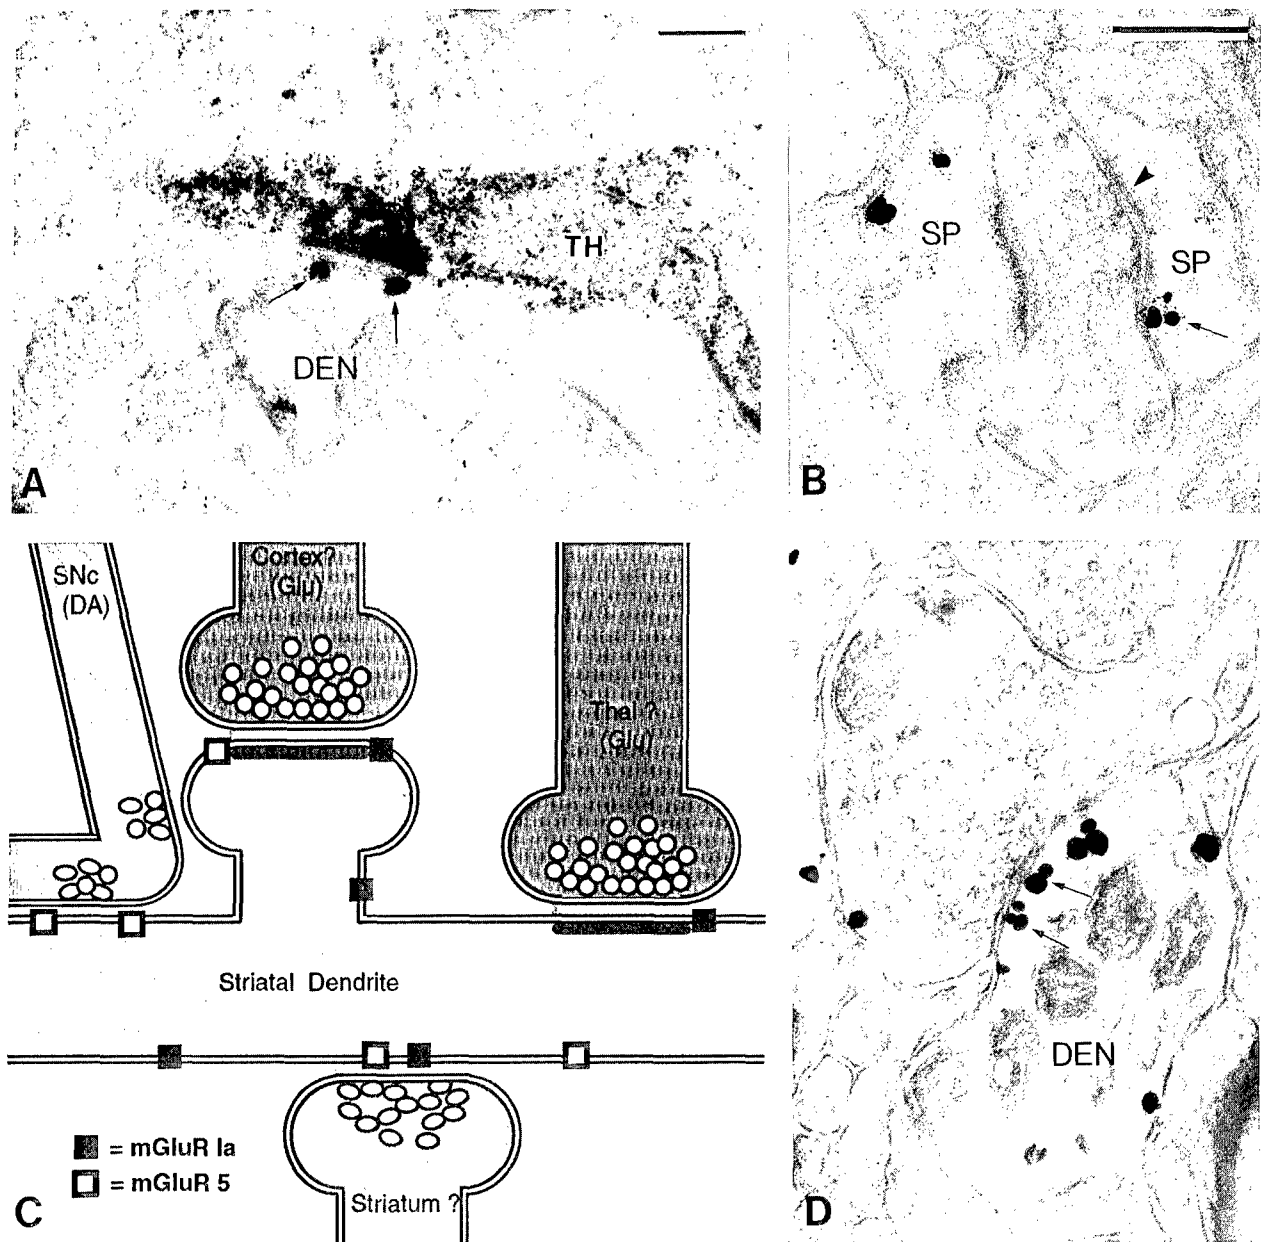 TH
DEN
A
SP
SP
B
SNc
(DA)
Cortex?
(Glu)
Thal ?
(Glu)
Striatal Dendrite
= mGluR Ia
= mGluR 5
Striatum ?
C
DEN
D